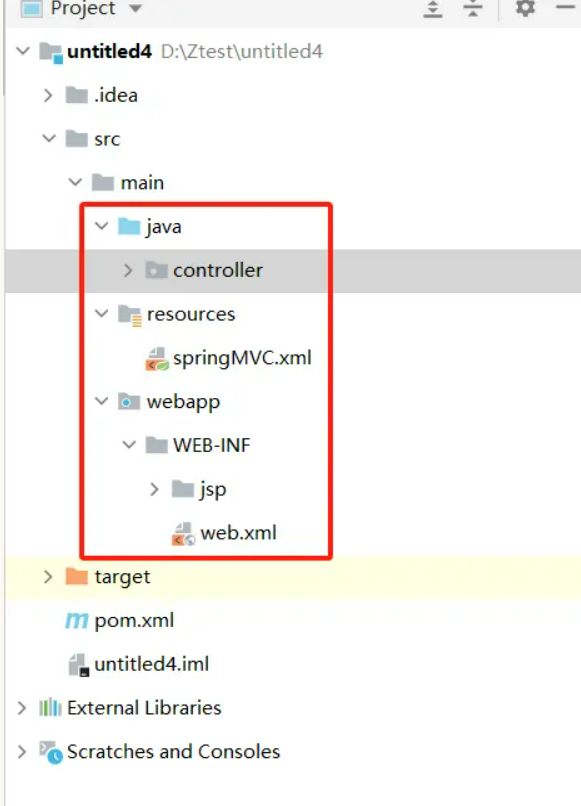 Project
untitled4 D:\Ztest\untitled4
.idea
src
main
java
controller
resources
springMVC.xml
webapp
WEB-INF
jsp
web.xml
target
pom.xml
untitled4.iml
External Libraries
Scratches and Consoles